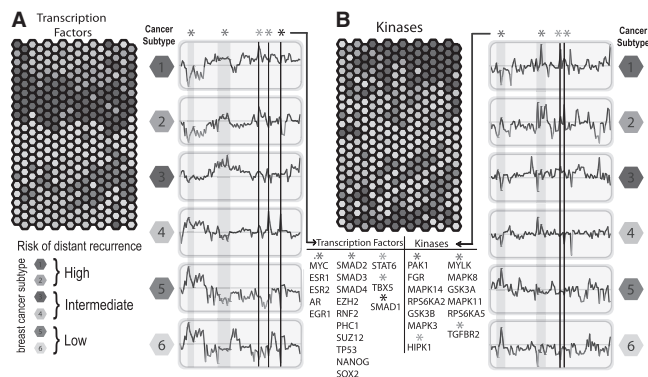 A
Transcription
Factors
Cancer
Subtype
* * * * *
B
Kinases
* * * *
Cancer
Subtype
1
2
3
4
5
6
1
2
3
4
5
6
Risk of distant recurrence
breast cancer subtype
1
2
High
3
4
Intermediate
5
6
Low
Transcription Factors
Kinases
*
MYC
ESR1
ESR2
AR
EGR1
*
SMAD2
SMAD3
SMAD4
EZH2
RNF2
PHC1
SUZ12
TP53
NANOG
SOX2
*
STAT6
*
TBX5
*
SMAD1
*
PAK1
FGR
MAPK14
RPS6KA2
GSK3B
MAPK3
*
HIPK1
*
MYLK
MAPK8
GSK3A
MAPK11
RPS6KA5
*
TGFBR2